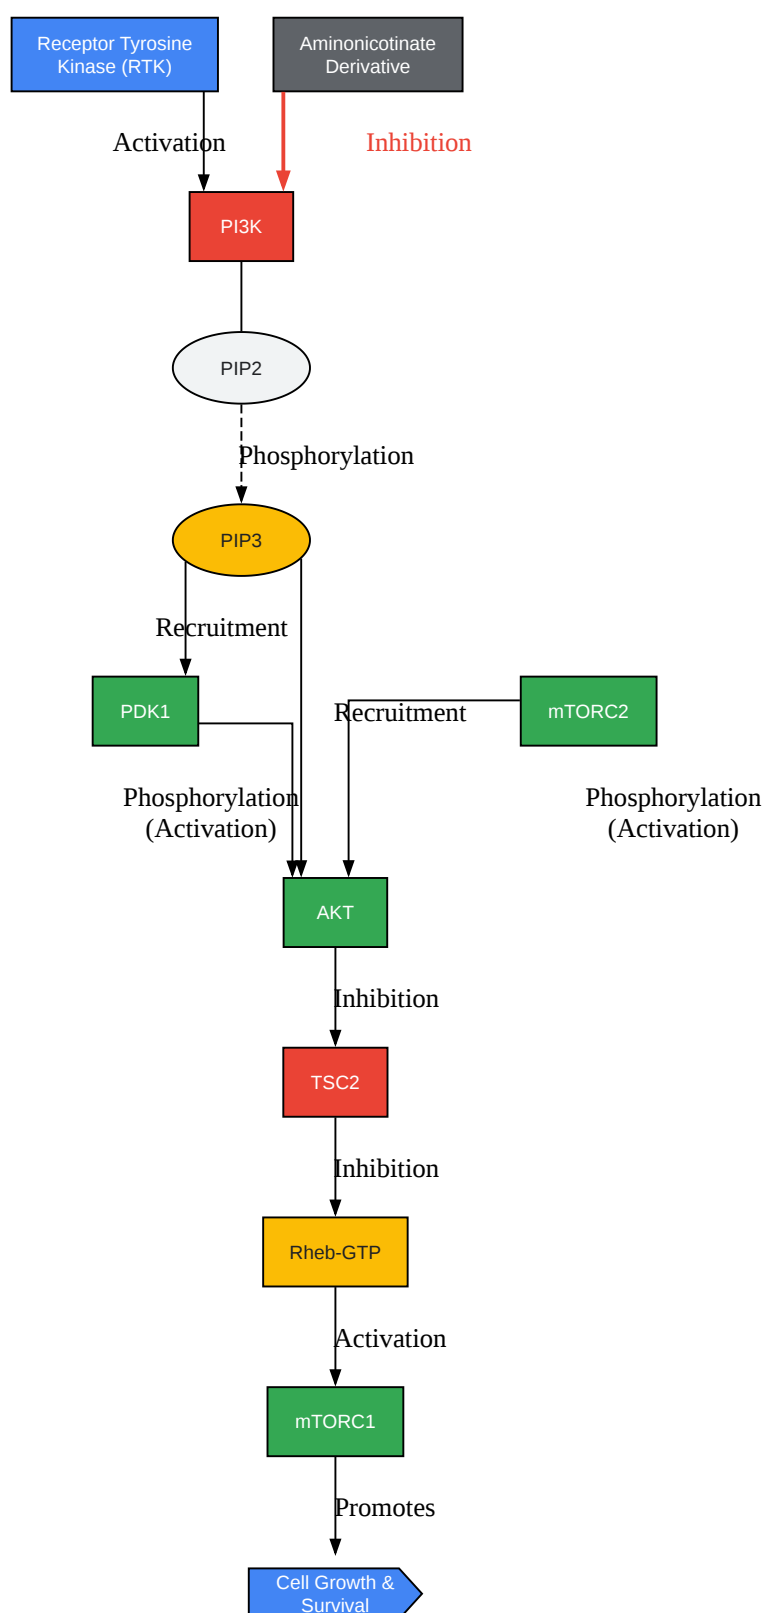 Receptor Tyrosine
Kinase (RTK)
Aminonicotinate
Derivative
Activation
Inhibition
PI3K
PIP2
Phosphorylation
PIP3
Recruitment
PDK1
Recruitment
mTORC2
Phosphorylation
(Activation)
Phosphorylation
(Activation)
AKT
Inhibition
TSC2
Inhibition
Rheb-GTP
Activation
mTORC1
Promotes
Cell Growth &
Survival